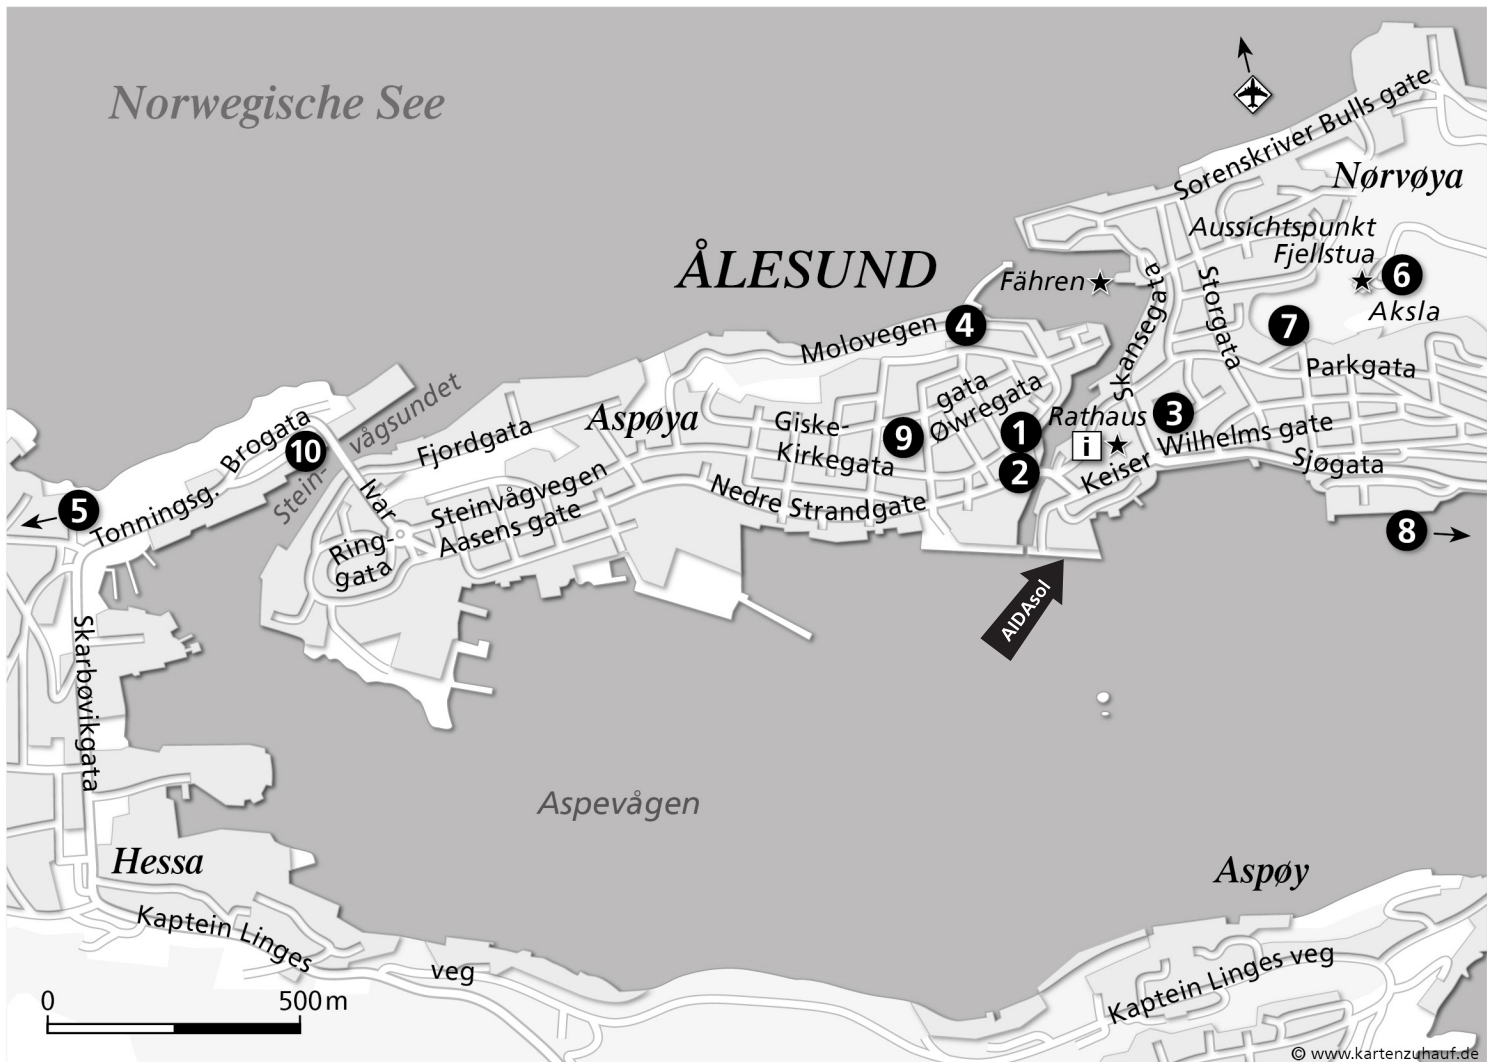 Norwegische See
Sorenskriver Bulls gate
Nørvøya
Aussichtspunkt
Fjellstua
6
Aksla
ÅLESUND
Fähren
Skansegata
Storgata
7
Parkgata
Molovegen
4
gata
Øwregata
Giske-
Kirkegata
9
1
2
Rathaus
i
3
Keiser Wilhelms gate
Sjøgata
8
Aspøya
Nedre Strandgate
Stein-
vågsundet
Fjordgata
Brogata
10
5
Tonningsg.
Ivar
Steinvågvegen
Aasens gate
Ring-
gata
AIDAsol
Skarbøvikgata
Aspevågen
Hessa
Aspøy
Kaptein Linges
veg
Kaptein Linges veg
0 500 m
© www.kartenzuhauf.de